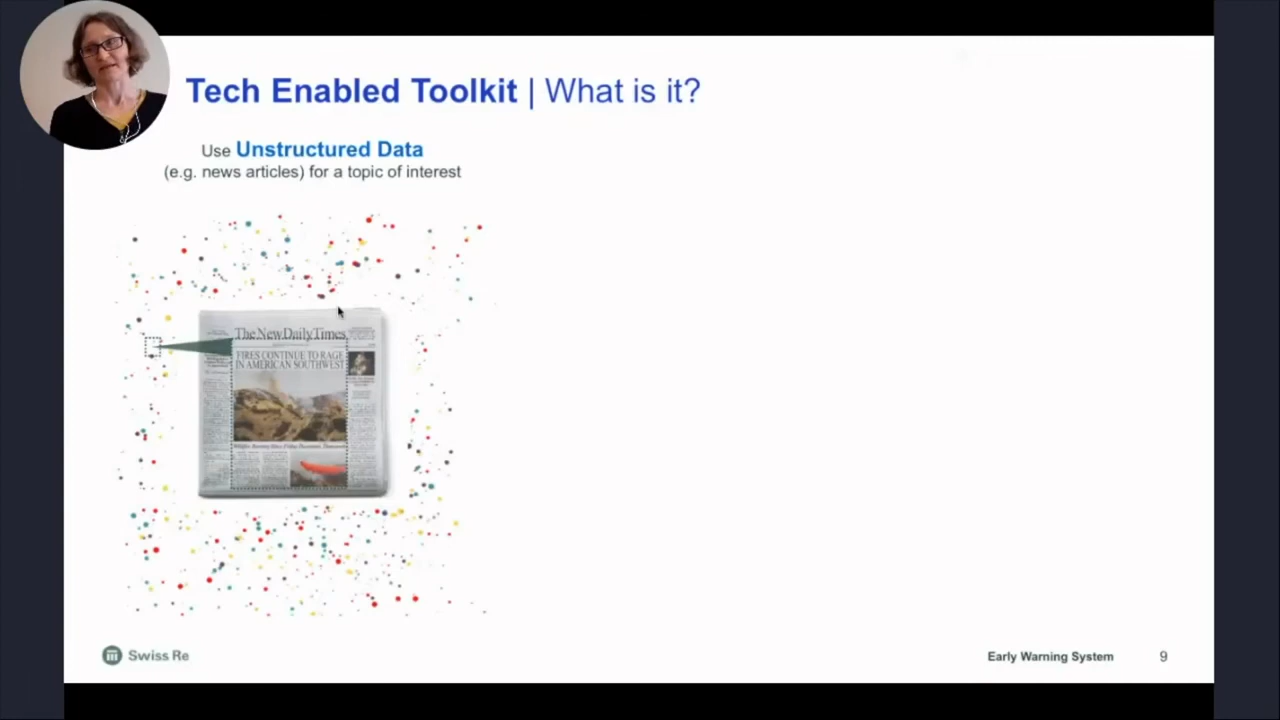 Tech Enabled Toolkit | What is it?
Use Unstructured Data
(e.g. news articles) for a topic of interest
The New Daily Times
FIRES CONTINUE TO RAGE
IN AMERICAN SOUTHWEST
Swiss Re
Early Warning System
9